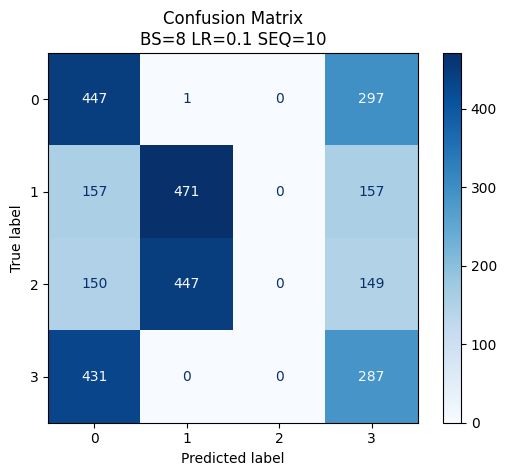 Confusion Matrix
BS=8 LR=0.1 SEQ=10
0 447 1 0 297
1 157 471 0 157
2 150 447 0 149
3 431 0 0 287
0 1 2 3
Predicted label
True label
400
300
200
100
0